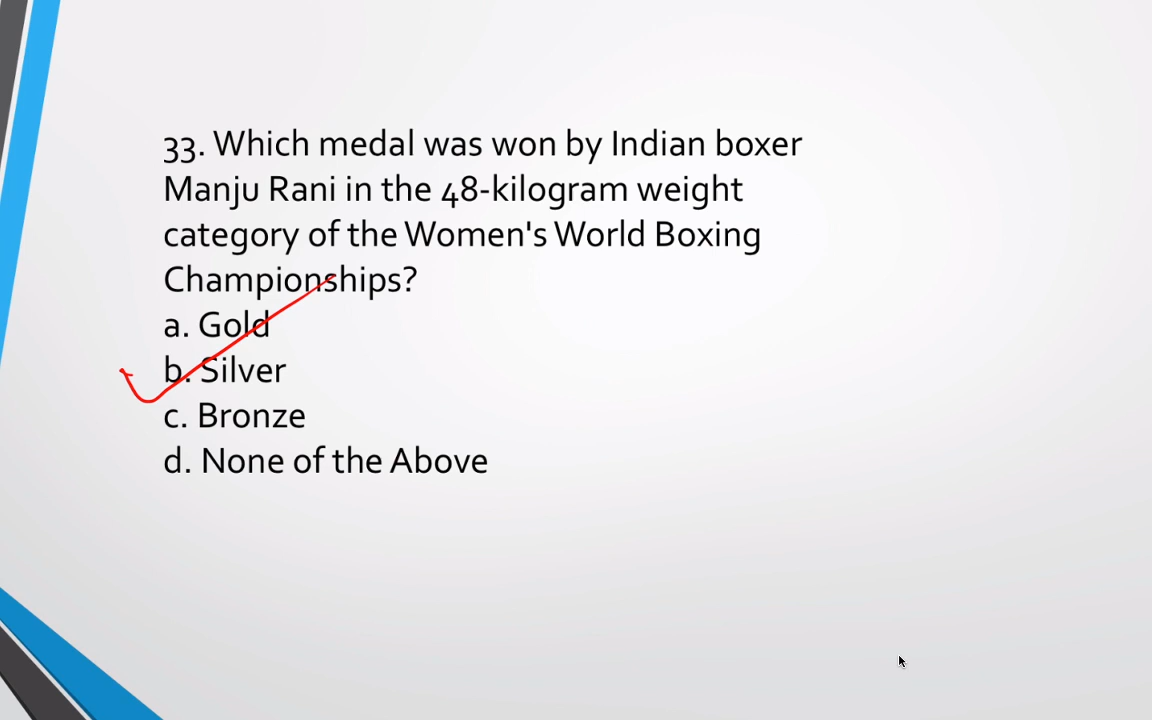 33. Which medal was won by Indian boxer
Manju Rani in the 48-kilogram weight
category of the Women's World Boxing
Championships?
a. Gold
b. Silver
c. Bronze
d. None of the Above